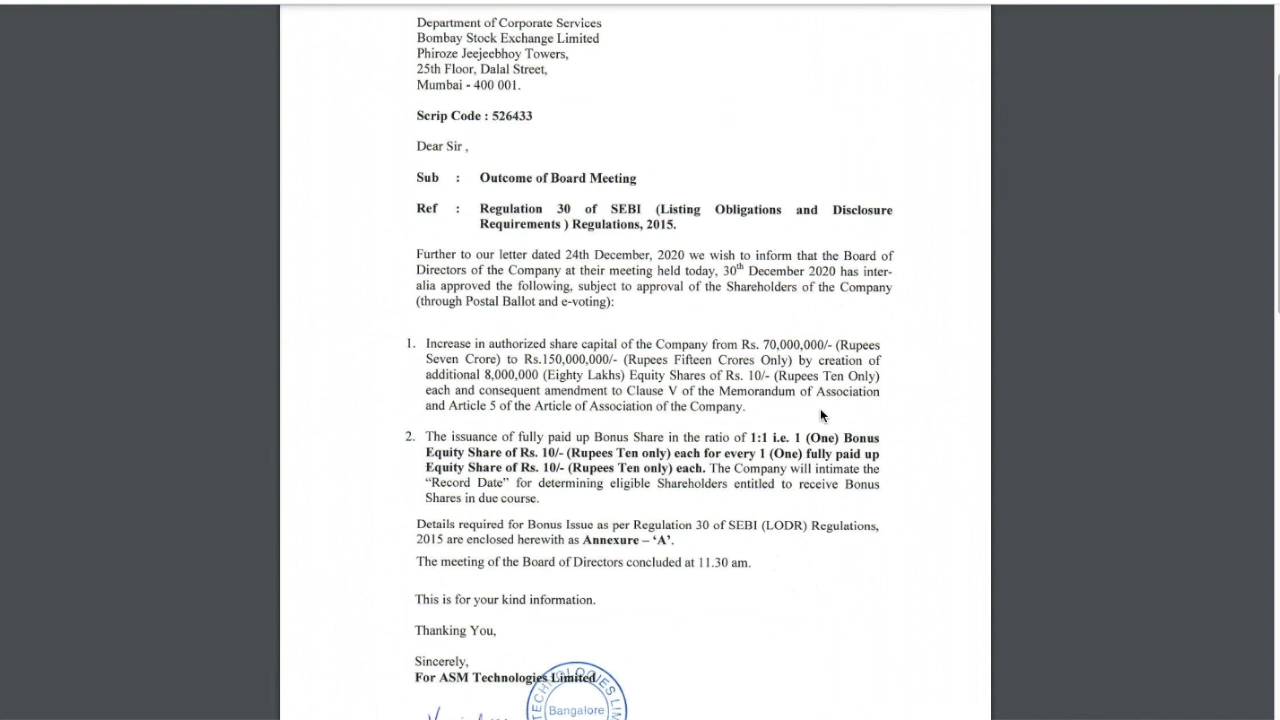 Department of Corporate Services
Bombay Stock Exchange Limited
Phiroze Jeejeebhoy Towers,
25th Floor, Dalal Street,
Mumbai - 400 001.
Scrip Code : 526433
Dear Sir ,
Sub : Outcome of Board Meeting
Ref : Regulation 30 of SEBI (Listing Obligations and Disclosure
Requirements ) Regulations, 2015.
Further to our letter dated 24th December, 2020 we wish to inform that the Board of
Directors of the Company at their meeting held today, 30th December 2020 has inter-
alia approved the following, subject to approval of the Shareholders of the Company
(through Postal Ballot and e-voting):
1. Increase in authorized share capital of the Company from Rs. 70,000,000/- (Rupees
Seven Crore) to Rs.150,000,000/- (Rupees Fifteen Crores Only) by creation of
additional 8,000,000 (Eighty Lakhs) Equity Shares of Rs. 10/- (Rupees Ten Only)
each and consequent amendment to Clause V of the Memorandum of Association
and Article 5 of the Article of Association of the Company.
2. The issuance of fully paid up Bonus Share in the ratio of 1:1 i.e. 1 (One) Bonus
Equity Share of Rs. 10/- (Rupees Ten only) each for every 1 (One) fully paid up
Equity Share of Rs. 10/- (Rupees Ten only) each. The Company will intimate the
“Record Date” for determining eligible Shareholders entitled to receive Bonus
Shares in due course.
Details required for Bonus Issue as per Regulation 30 of SEBI (LODR) Regulations,
2015 are enclosed herewith as Annexure – ‘A’.
The meeting of the Board of Directors concluded at 11.30 am.
This is for your kind information.
Thanking You,
Sincerely,
For ASM Technologies Limited
Bangalore